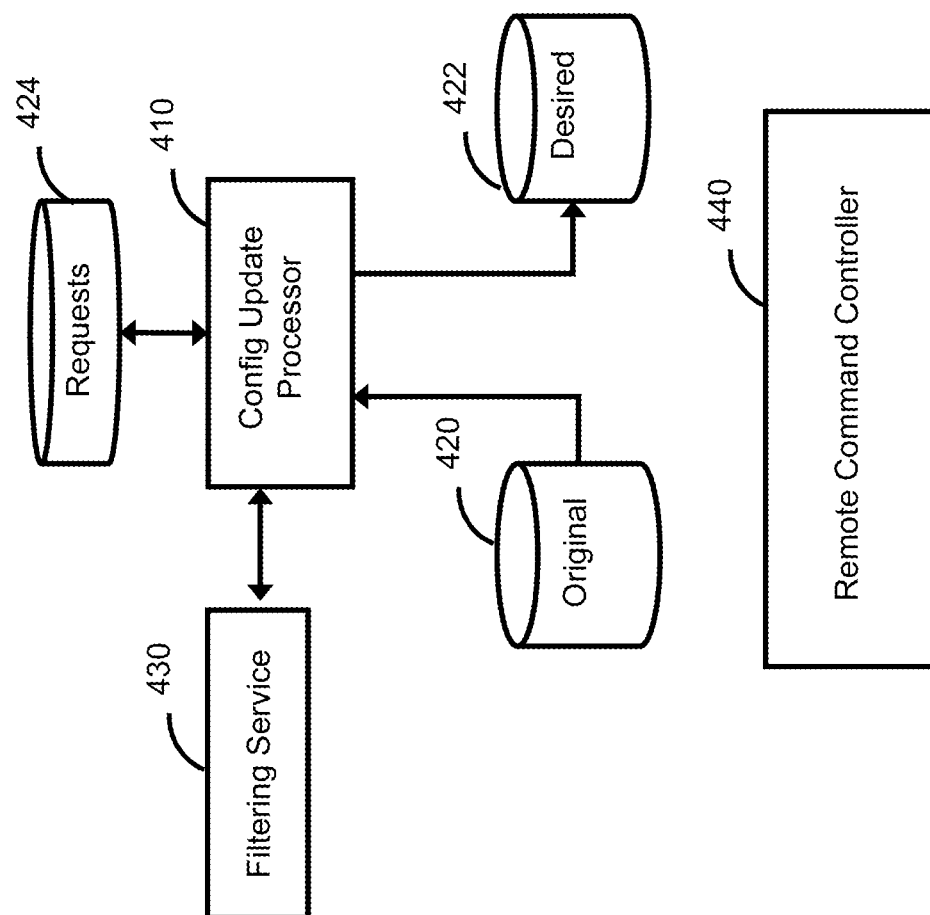 424
Requests
410
Config Update
Processor
430
Filtering Service
420
Original
422
Desired
440
Remote Command Controller